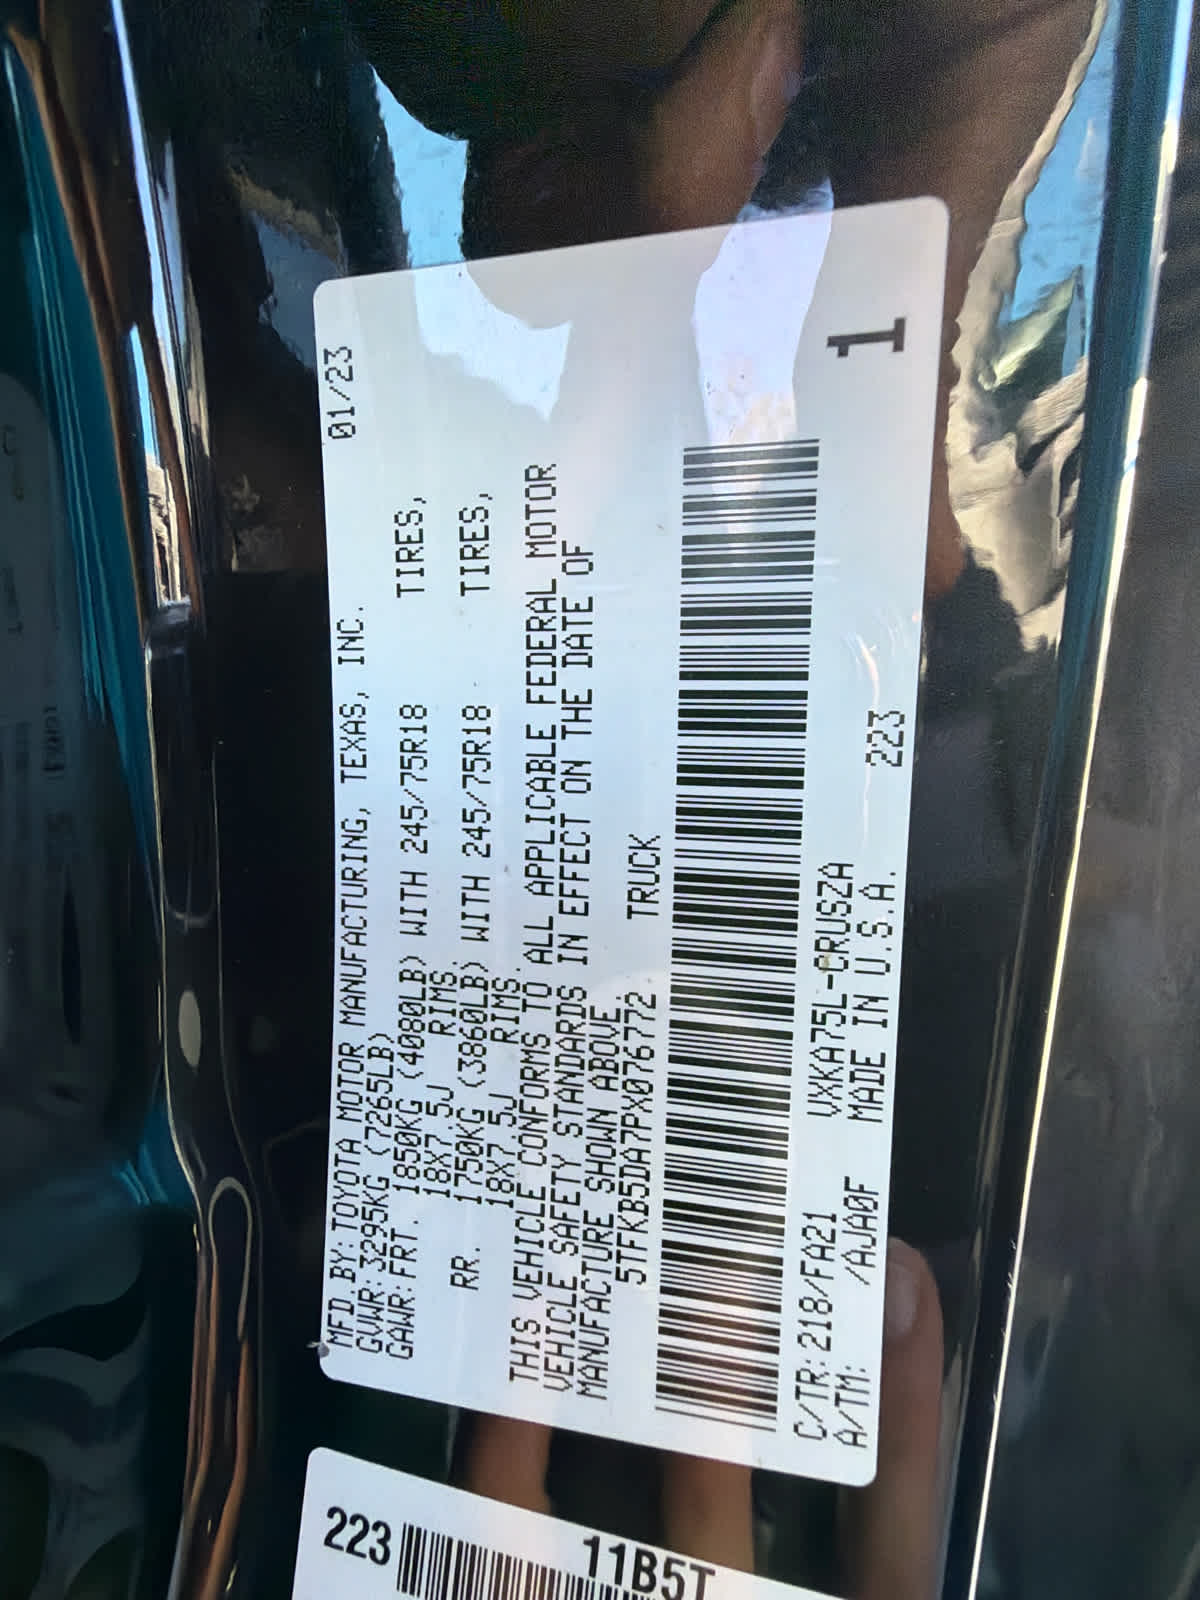 MFD.BY:TOYOTA MOTOR MANUFACTURING, TEXAS, INC. 01/23
GVWR:3295KG (7265LB)
GAWR:FRT. 1850KG (4080LB) WITH 245/75R18 TIRES,
18X7.5J RIMS.
RR. 1750KG (3860LB) WITH 245/75R18 TIRES,
18X7.5J RIMS.
THIS VEHICLE CONFORMS TO ALL APPLICABLE FEDERAL MOTOR
VEHICLE SAFETY STANDARDS IN EFFECT ON THE DATE OF
MANUFACTURE SHOWN ABOVE.
5TFKB5DA7PX076772 TRUCK
C/TR:218/FA21 VXKA75L-CRUSZA
A/TM: /AJA0F MADE IN U.S.A. 223
1
223 11B5T